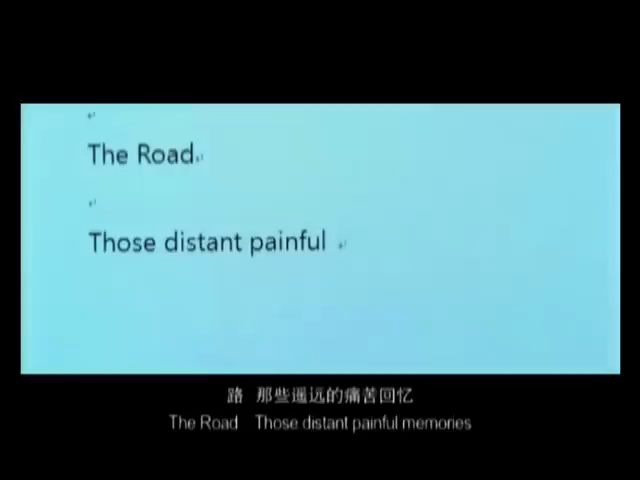 The Road
Those distant painful
路 那些遥远的痛苦回忆
The Road Those distant painful memories